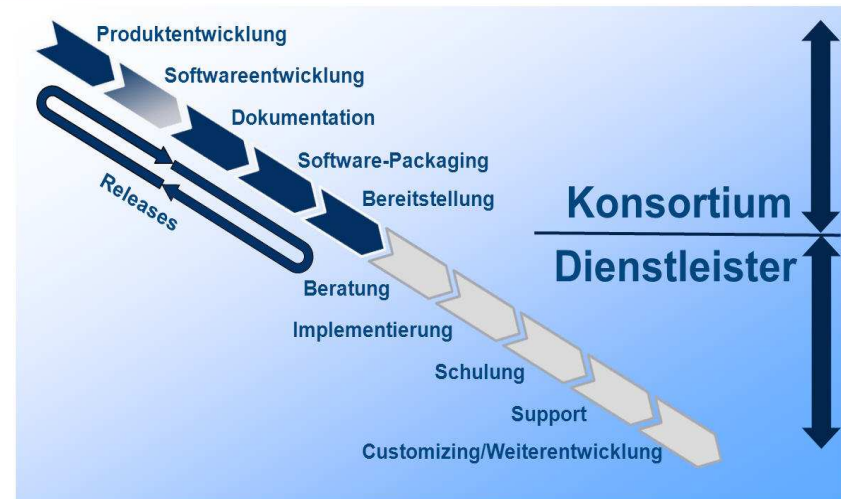 Produktentwicklung
Softwareentwicklung
Dokumentation
Software-Packaging
Bereitstellung
Releases
Konsortium
Dienstleister
Beratung
Implementierung
Schulung
Support
Customizing/Weiterentwicklung